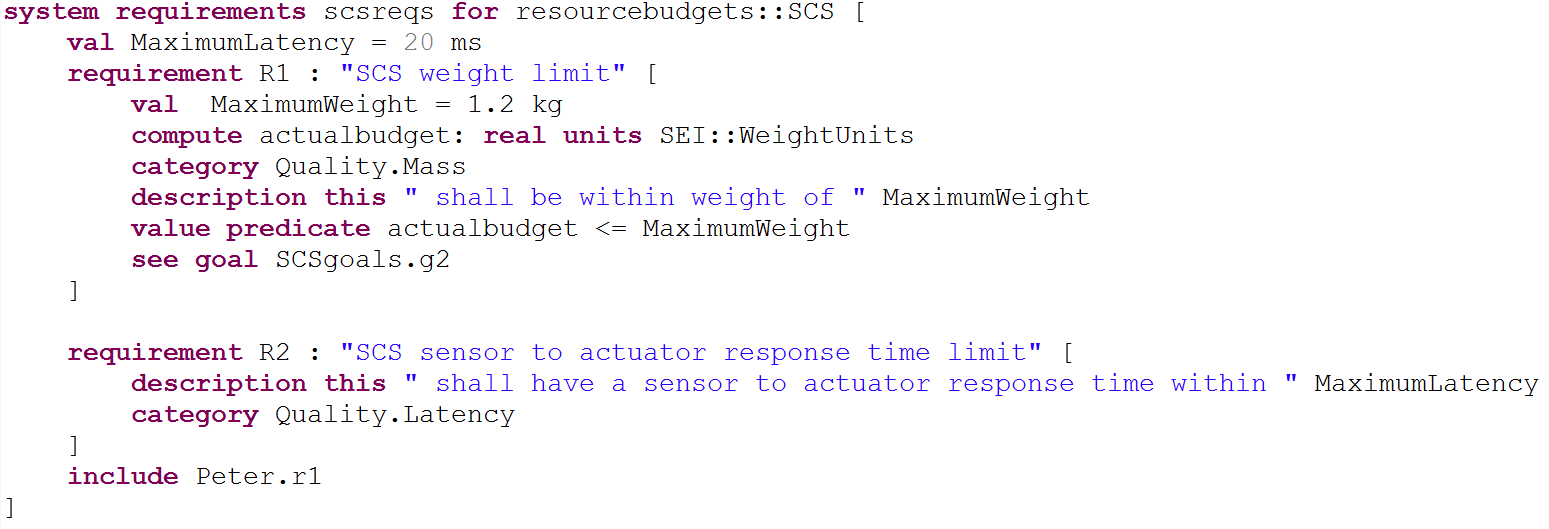 system requirements scsreqs for resourcebudgets::SCS [
val MaximumLatency = 20 ms
requirement R1 : "SCS weight limit" [
val MaximumWeight = 1.2 kg
compute actualbudget: real units SEI::WeightUnits
category Quality.Mass
description this " shall be within weight of " MaximumWeight
value predicate actualbudget <= MaximumWeight
see goal SCSgoals.g2
]
requirement R2 : "SCS sensor to actuator response time limit" [
description this " shall have a sensor to actuator response time within " MaximumLatency
category Quality.Latency
]
include Peter.r1
]